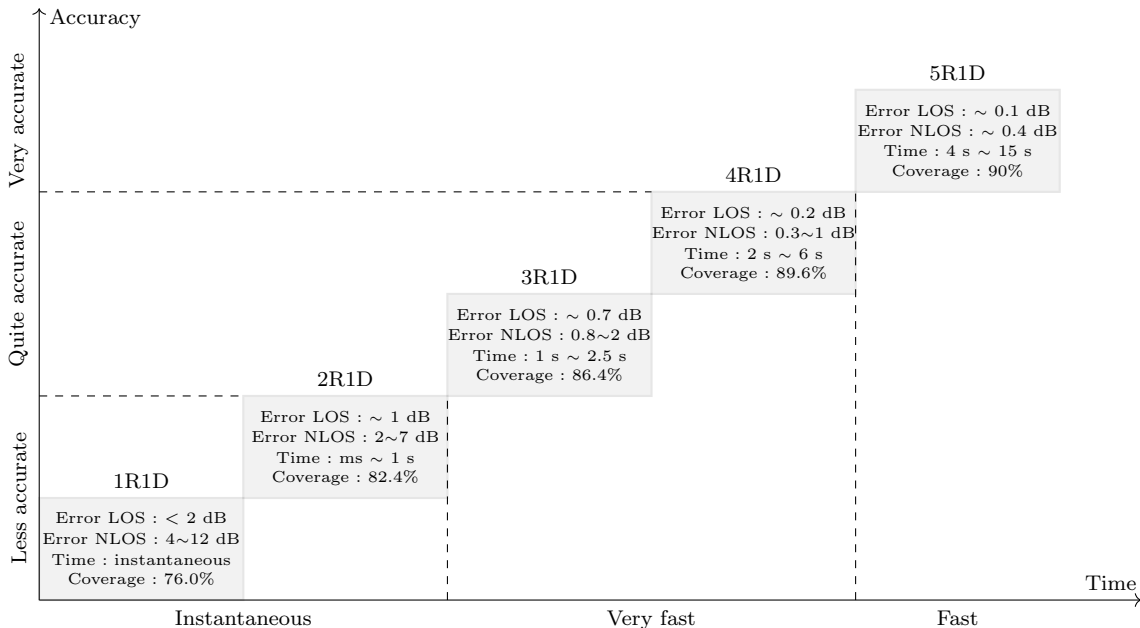 Accuracy
5R1D
Error LOS : ∼ 0.1 dB
Error NLOS : ∼ 0.4 dB
Time : 4 s ∼ 15 s
Coverage : 90%
Very accurate
4R1D
Error LOS : ∼ 0.2 dB
Error NLOS : 0.3∼1 dB
Time : 2 s ∼ 6 s
Coverage : 89.6%
Quite accurate
3R1D
Error LOS : ∼ 0.7 dB
Error NLOS : 0.8∼2 dB
Time : 1 s ∼ 2.5 s
Coverage : 86.4%
2R1D
Error LOS : ∼ 1 dB
Error NLOS : 2∼7 dB
Time : ms ∼ 1 s
Coverage : 82.4%
Less accurate
1R1D
Error LOS : < 2 dB
Error NLOS : 4∼12 dB
Time : instantaneous
Coverage : 76.0%
Time
Instantaneous
Very fast
Fast